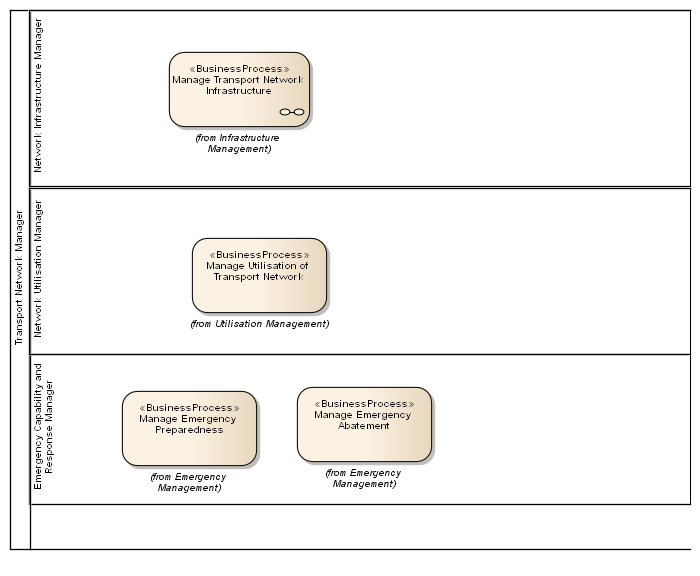 Transport Network Manager
Network Infrastructure Manager
«BusinessProcess»
Manage Transport Network
Infrastructure
(from Infrastructure
Management)
Network Utilisation Manager
«BusinessProcess»
Manage Utilisation of
Transport Network
(from Utilisation Management)
Emergency Capability and
Response Manager
«BusinessProcess»
Manage Emergency
Preparedness
(from Emergency
Management)
«BusinessProcess»
Manage Emergency
Abatement
(from Emergency
Management)